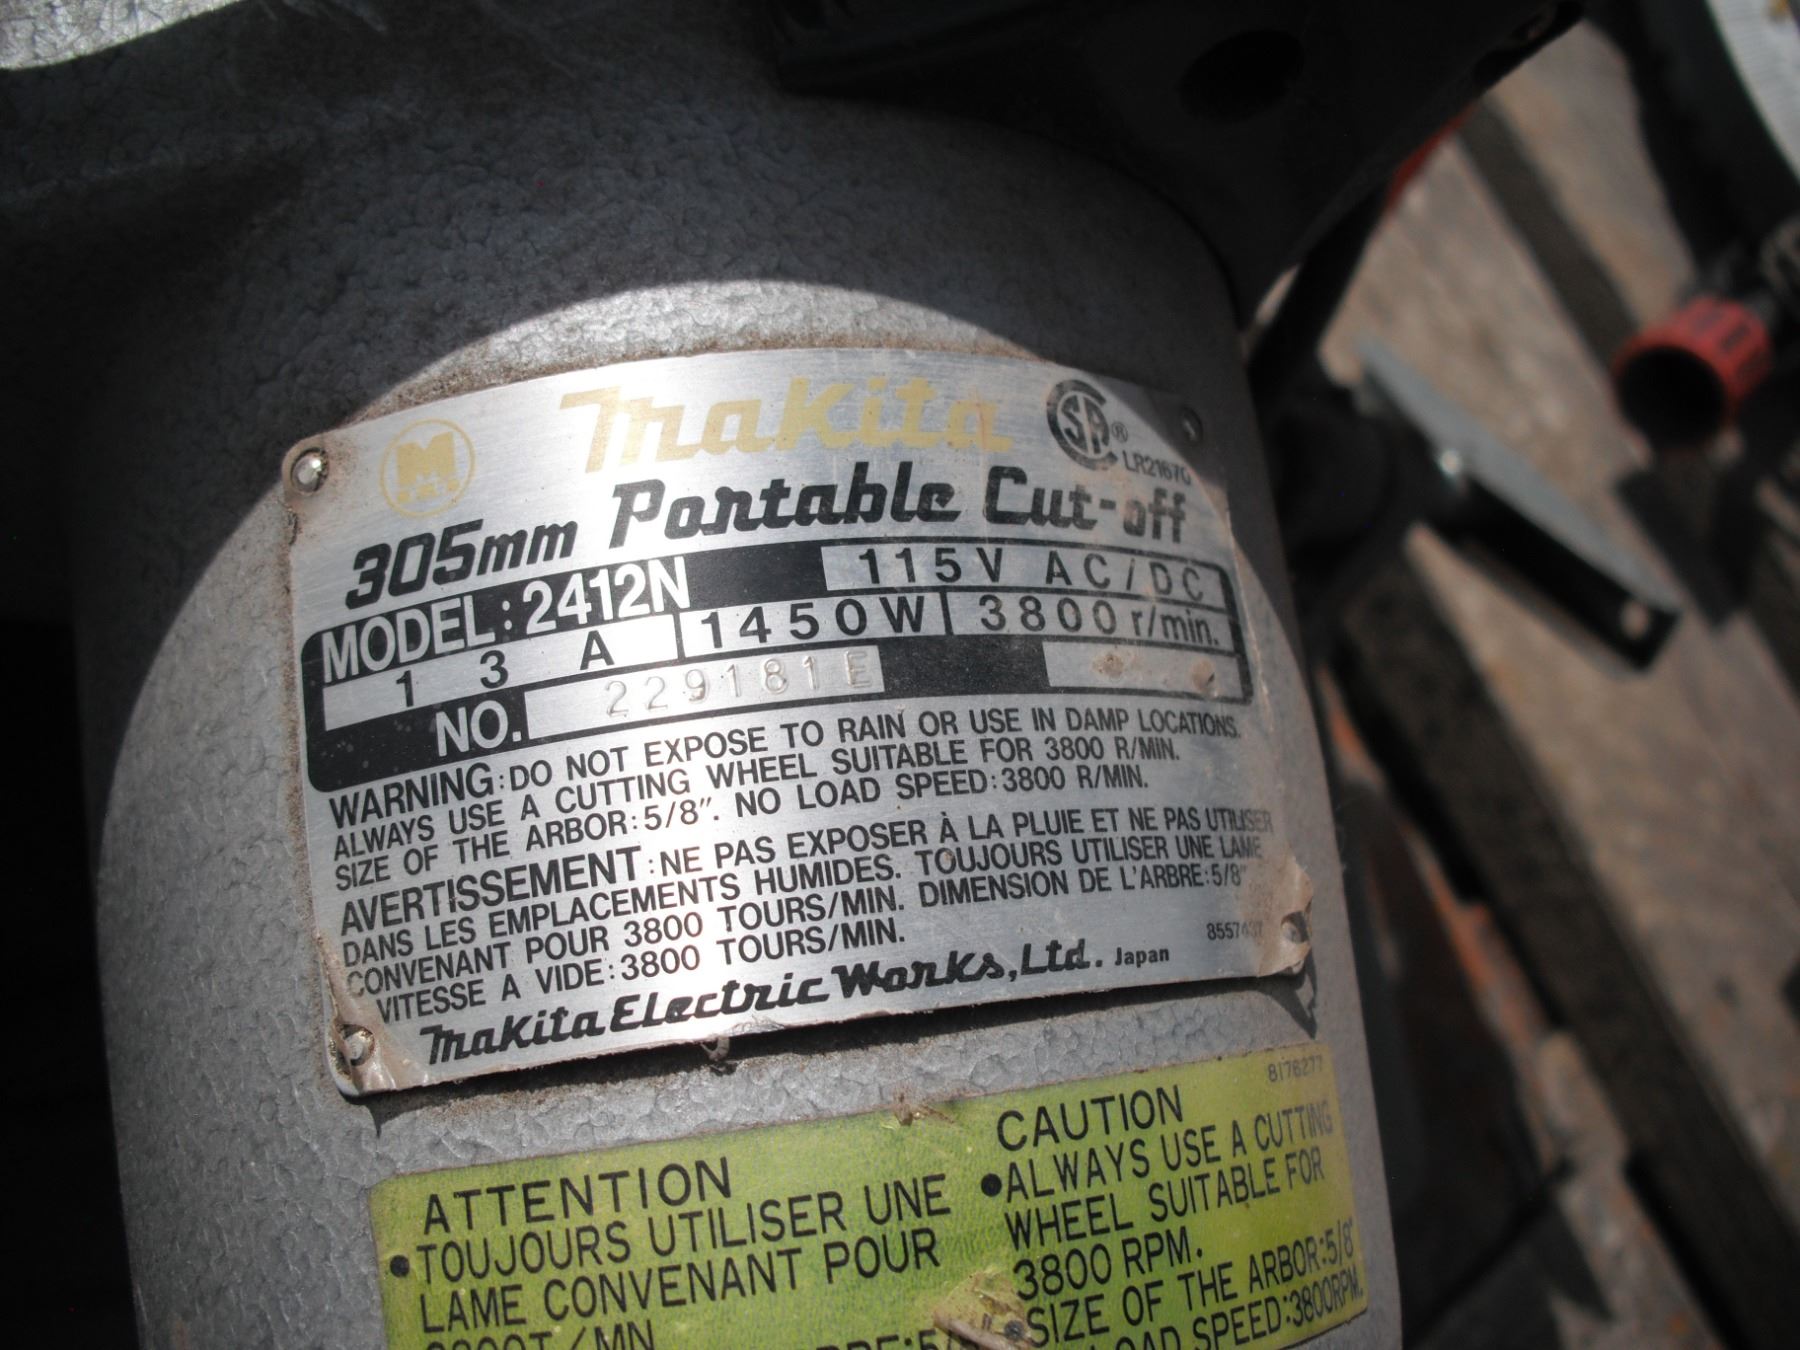 M
Makita
CSA®
LR21670
305mm Portable Cut-off
MODEL: 2412N 115V AC/DC
13A 1450W 3800 r/min.
NO. 229181E
WARNING: DO NOT EXPOSE TO RAIN OR USE IN DAMP LOCATIONS.
ALWAYS USE A CUTTING WHEEL SUITABLE FOR 3800 R/MIN.
SIZE OF THE ARBOR: 5/8". NO LOAD SPEED: 3800 R/MIN.
AVERTISSEMENT: NE PAS EXPOSER À LA PLUIE ET NE PAS UTILISER
DANS LES EMPLACEMENTS HUMIDES. TOUJOURS UTILISER UNE LAME
CONVENANT POUR 3800 TOURS/MIN. DIMENSION DE L'ARBRE: 5/8"
VITESSE A VIDE: 3800 TOURS/MIN.
Makita Electric Works, Ltd. Japan
8176277
ATTENTION
•TOUJOURS UTILISER UNE
LAME CONVENANT POUR
CAUTION
•ALWAYS USE A CUTTING
WHEEL SUITABLE FOR
3800 RPM.
SIZE OF THE ARBOR: 5/8"
LOAD SPEED: 3800RPM.